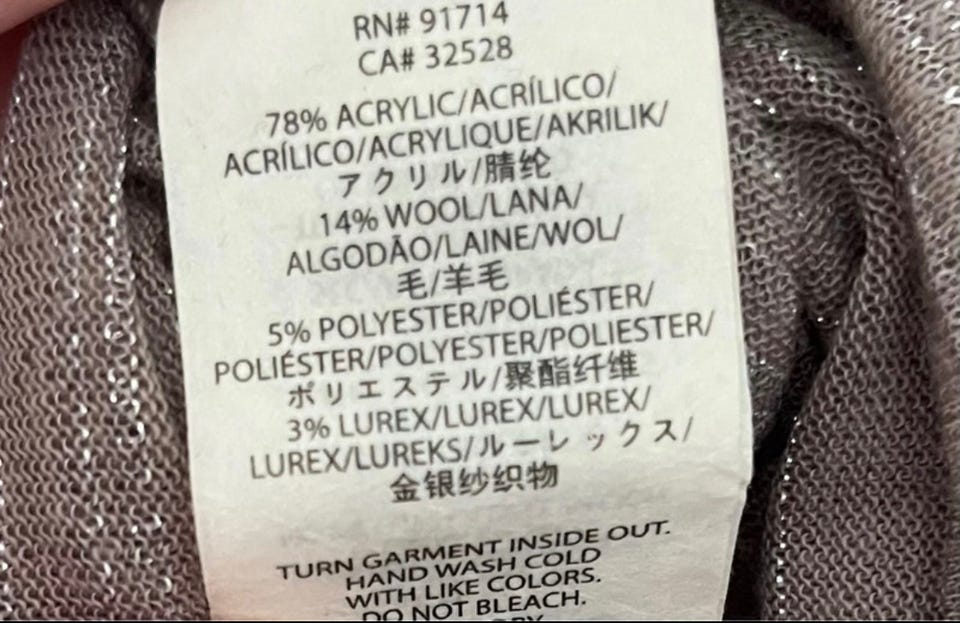 RN# 91714
CA# 32528
78% ACRYLIC/ACRÍLICO/
ACRÍLICO/ACRYLIQUE/AKRILIK/
アクリル/腈纶
14% WOOL/LANA/
ALGODÃO/LAINE/WOL/
毛/羊毛
5% POLYESTER/POLIÉSTER/
POLIÉSTER/POLYESTER/POLIESTER/
ポリエステル/聚酯纤维
3% LUREX/LUREX/LUREX/
LUREX/LUREKS/ルーレックス/
金银纱织物
TURN GARMENT INSIDE OUT.
HAND WASH COLD
WITH LIKE COLORS.
DO NOT BLEACH.